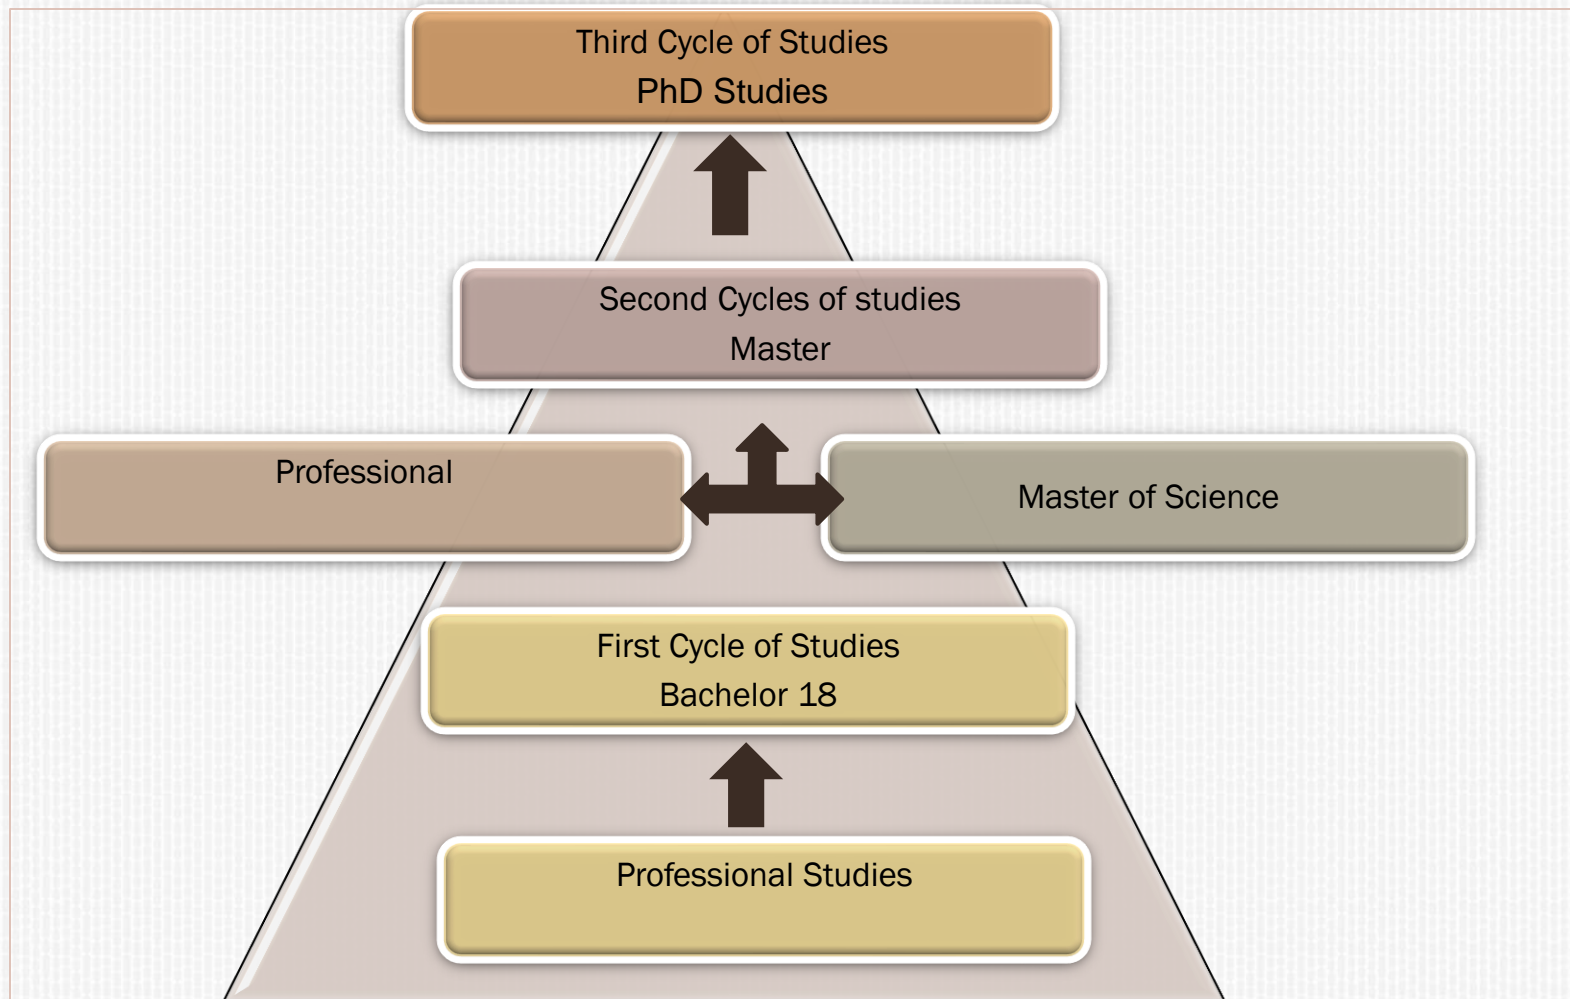 Third Cycle of Studies
PhD Studies
Second Cycles of studies
Master
Professional
Master of Science
First Cycle of Studies
Bachelor 18
Professional Studies